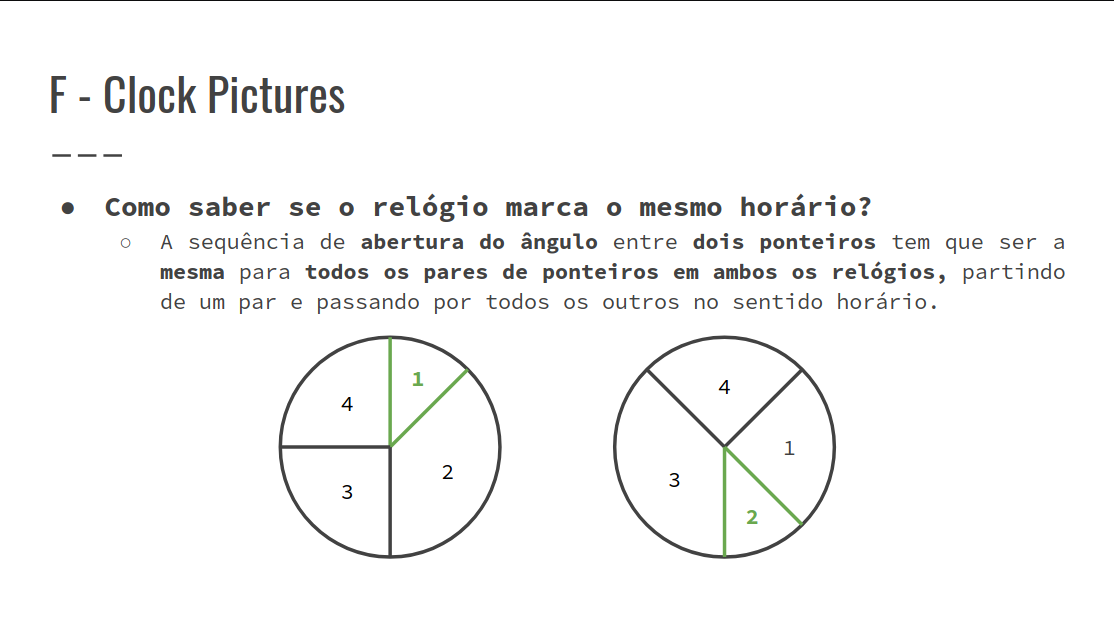 F - Clock Pictures
● Como saber se o relógio marca o mesmo horário?
○ A sequência de abertura do ângulo entre dois ponteiros tem que ser a
mesma para todos os pares de ponteiros em ambos os relógios, partindo
de um par e passando por todos os outros no sentido horário.
4 1
3 2
4
3 1
2